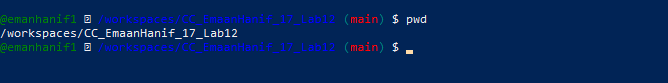 @emanhanif1 ➜ /workspaces/CC_EmaanHanif_17_Lab12 (main) $ pwd
/workspaces/CC_EmaanHanif_17_Lab12
@emanhanif1 ➜ /workspaces/CC_EmaanHanif_17_Lab12 (main) $